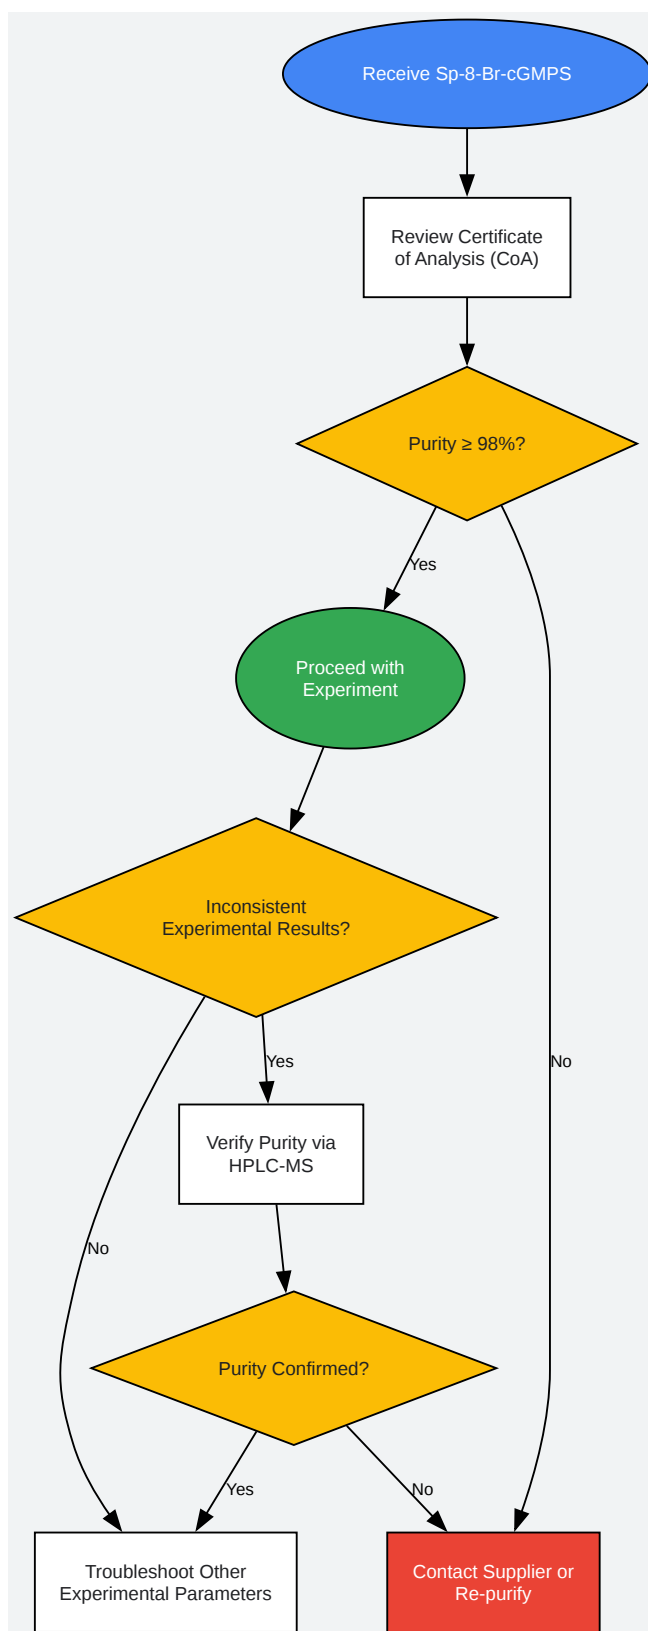 Receive Sp-8-Br-cGMPS
Review Certificate
of Analysis (CoA)
Purity ≥ 98%?
Yes
Proceed with
Experiment
Inconsistent
Experimental Results?
Yes
No
Verify Purity via
HPLC-MS
No
Purity Confirmed?
Yes
No
Troubleshoot Other
Experimental Parameters
Contact Supplier or
Re-purify